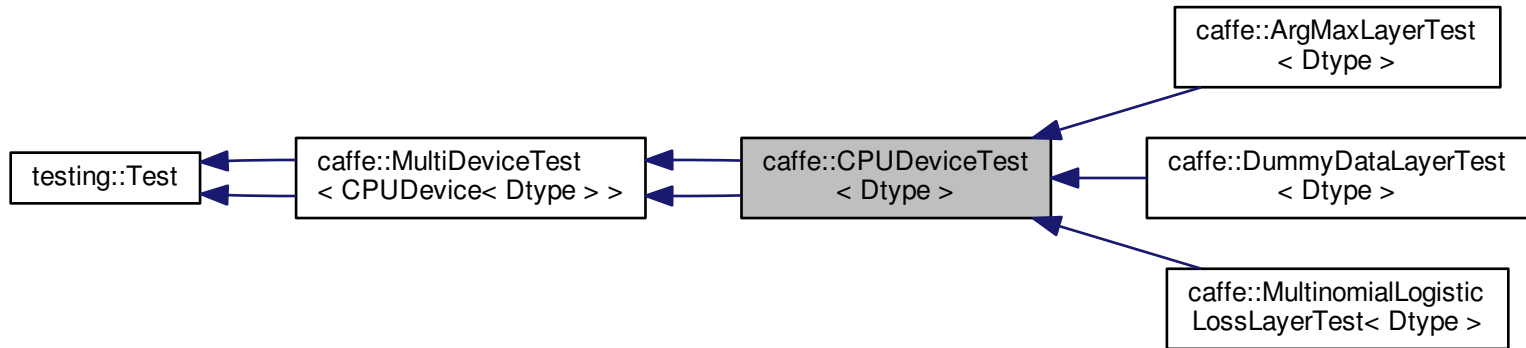 testing::Test
caffe::MultiDeviceTest
< CPUDevice< Dtype > >
caffe::CPUDeviceTest
< Dtype >
caffe::ArgMaxLayerTest
< Dtype >
caffe::DummyDataLayerTest
< Dtype >
caffe::MultinomialLogistic
LossLayerTest< Dtype >